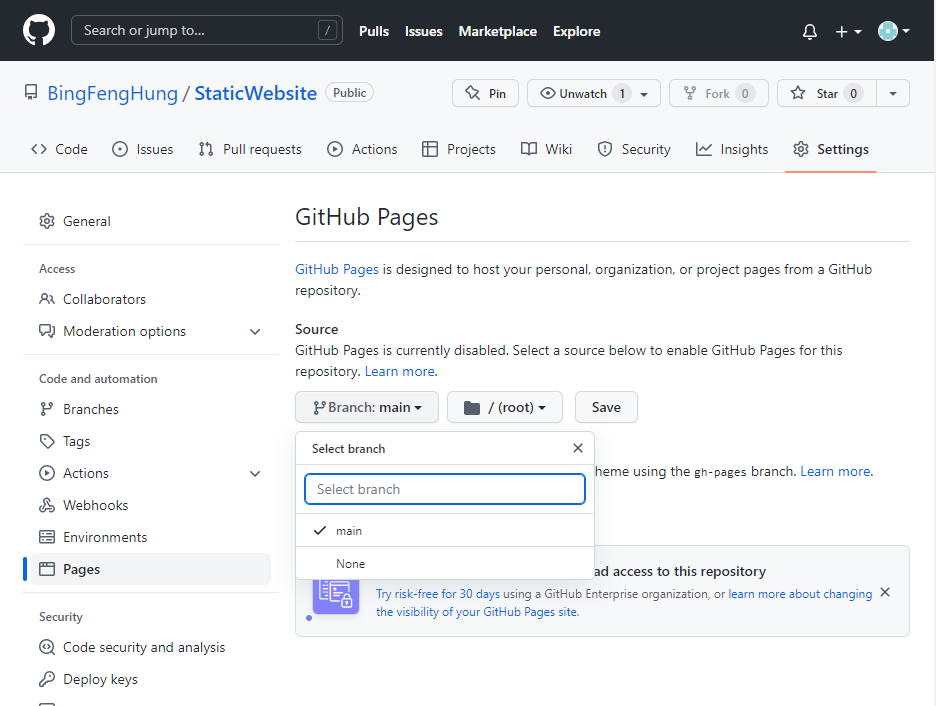 Search or jump to... /
Pulls Issues Marketplace Explore
BingFengHung / StaticWebsite Public
Pin Unwatch 1 Fork 0 Star 0
Code Issues Pull requests Actions Projects Wiki Security Insights Settings
General
Access
Collaborators
Moderation options
Code and automation
Branches
Tags
Actions
Webhooks
Environments
Pages
Security
Code security and analysis
Deploy keys
GitHub Pages
GitHub Pages is designed to host your personal, organization, or project pages from a GitHub
repository.
Source
GitHub Pages is currently disabled. Select a source below to enable GitHub Pages for this
repository. Learn more.
Branch: main / (root) Save
Select branch
Select branch
main
None
heme using the gh-pages branch. Learn more.
ad access to this repository
Try risk-free for 30 days using a GitHub Enterprise organization, or learn more about changing
the visibility of your GitHub Pages site.